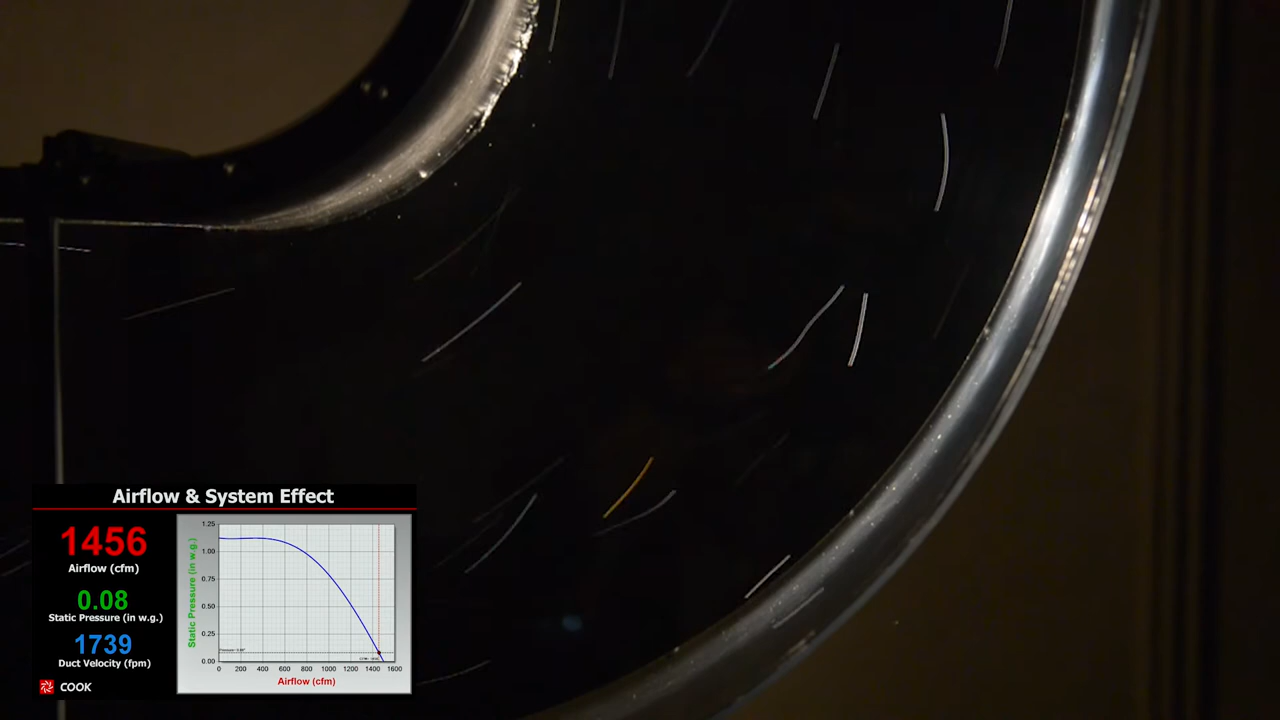 Airflow & System Effect
1456
Airflow (cfm)
0.08
Static Pressure (in w.g.)
1739
Duct Velocity (fpm)
COOK
Static Pressure (in w.g.)
1.25
1.00
0.75
0.50
0.25
0.00
0 200 400 600 800 1000 1200 1400 1600
Airflow (cfm)